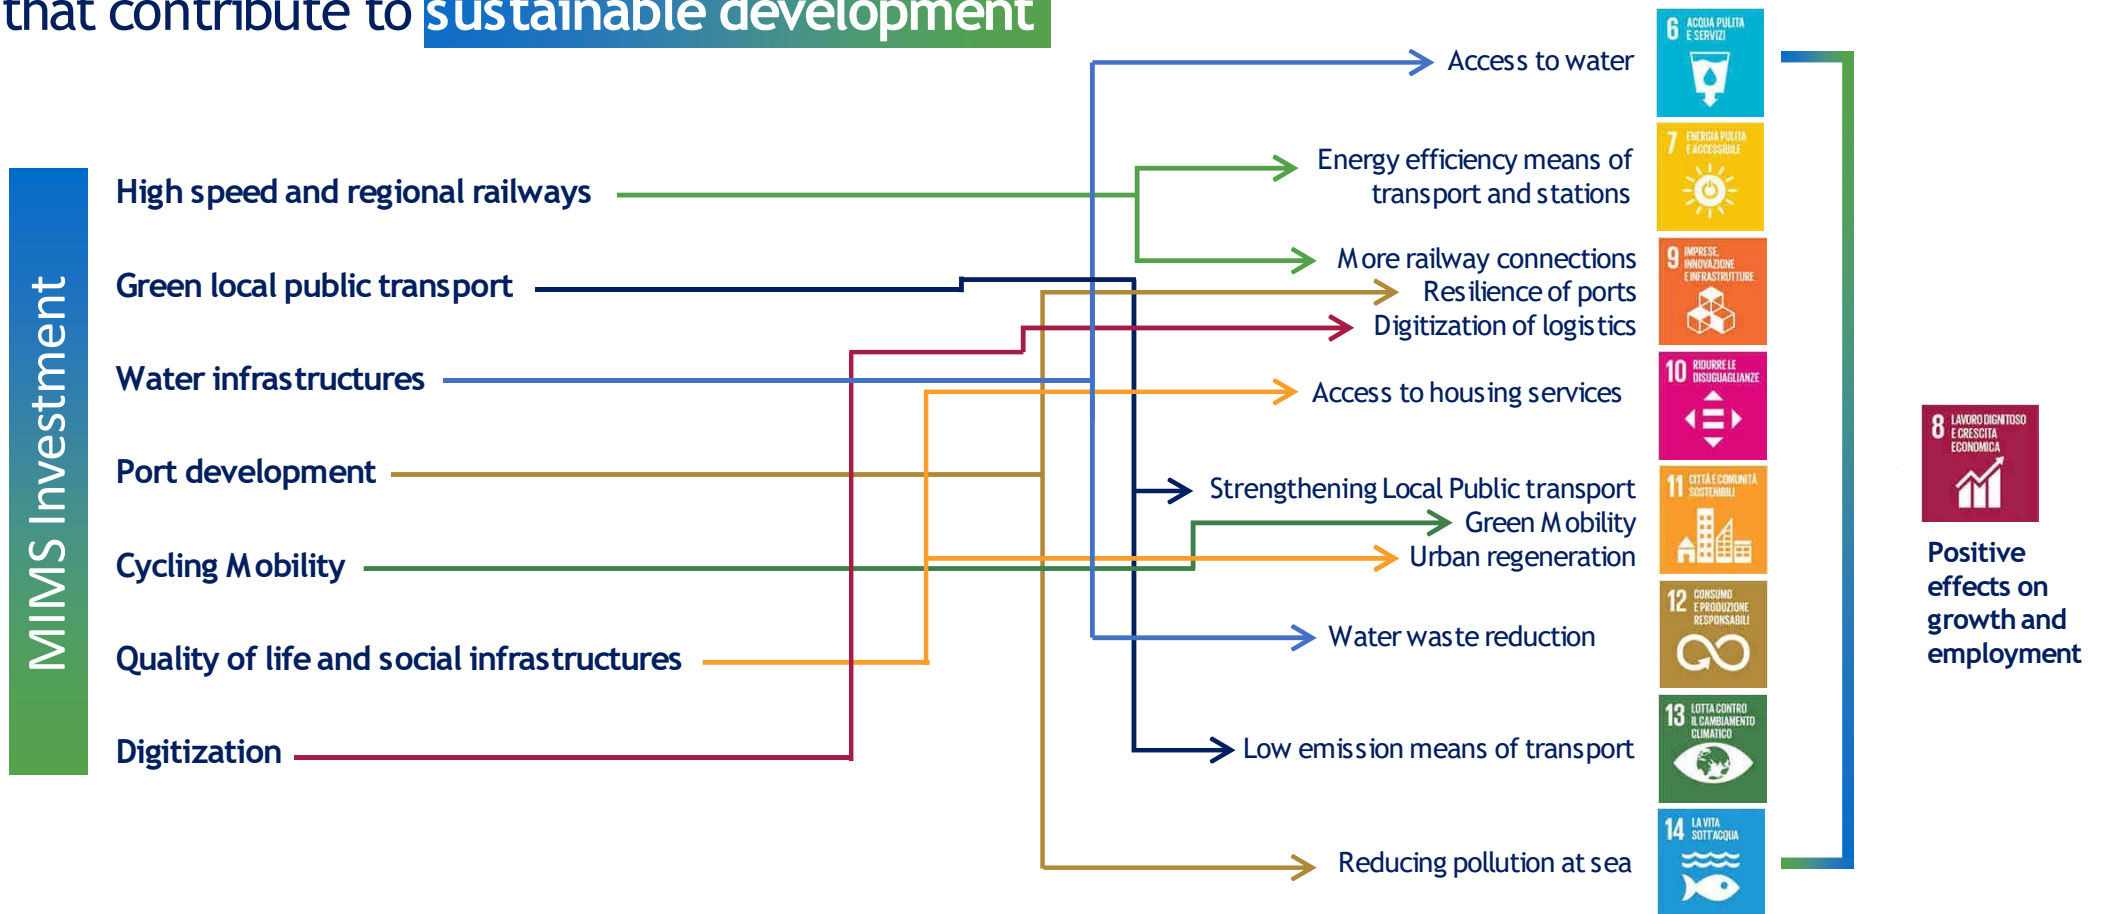 that contribute to sustainable development
MIMS Investment
High speed and regional railways
Green local public transport
Water infrastructures
Port development
Cycling Mobility
Quality of life and social infrastructures
Digitization
Access to water
Energy efficiency means of
transport and stations
More railway connections
Resilience of ports
Digitization of logistics
Access to housing services
Strengthening Local Public transport
Green Mobility
Urban regeneration
Water waste reduction
Low emission means of transport
Reducing pollution at sea
6 ACQUA PULITA
E SERVIZI
7 ENERGIA PULITA
E ACCESSIBILE
9 IMPRESE,
INNOVAZIONE
E INFRASTRUTTURE
10 RIDURRE LE
DISUGUAGLIANZE
11 CITTÀ E COMUNITÀ
SOSTENIBILI
12 CONSUMO
E PRODUZIONE
RESPONSABILI
13 LOTTA CONTRO
IL CAMBIAMENTO
CLIMATICO
14 LA VITA
SOTT'ACQUA
8 LAVORO DIGNITOSO
E CRESCITA
ECONOMICA
Positive
effects on
growth and
employment